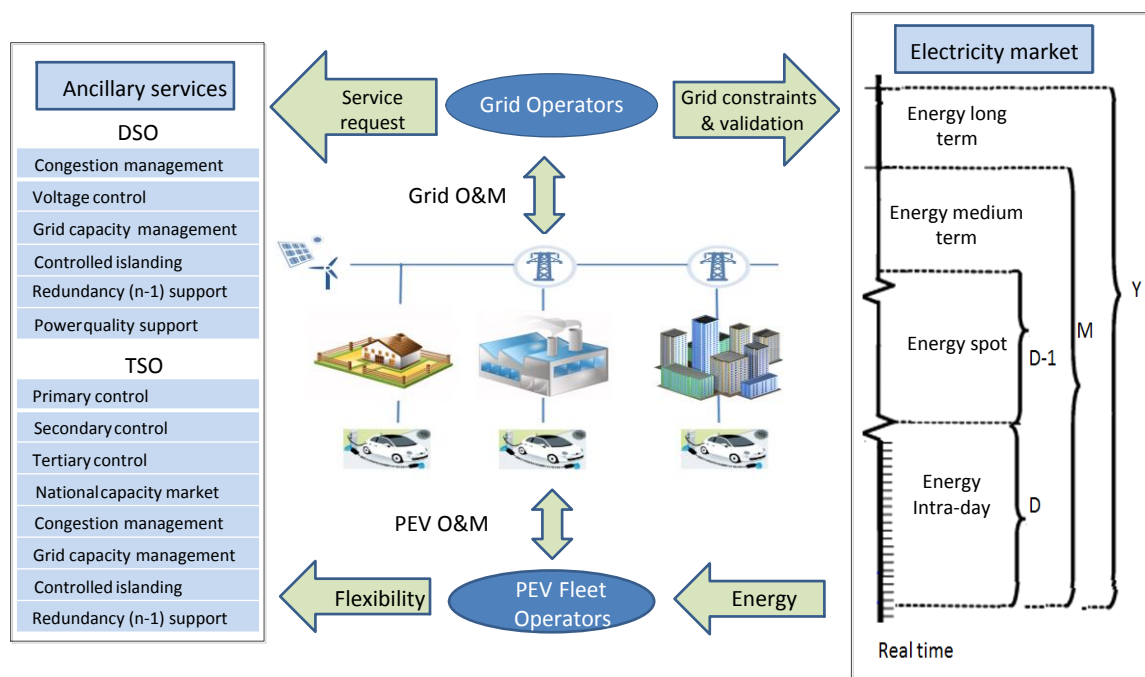 Ancillary services
DSO
Congestion management
Voltage control
Grid capacity management
Controlled islanding
Redundancy (n-1) support
Power quality support
TSO
Primary control
Secondary control
Tertiary control
National capacity market
Congestion management
Grid capacity management
Controlled islanding
Redundancy (n-1) support
Service
request
Grid Operators
Grid constraints
& validation
Grid O&M
PEV O&M
Flexibility
PEV Fleet
Operators
Energy
Electricity market
Energy long
term
Energy medium
term
Energy spot
Energy
Intra-day
D-1
D
M
Y
Real time